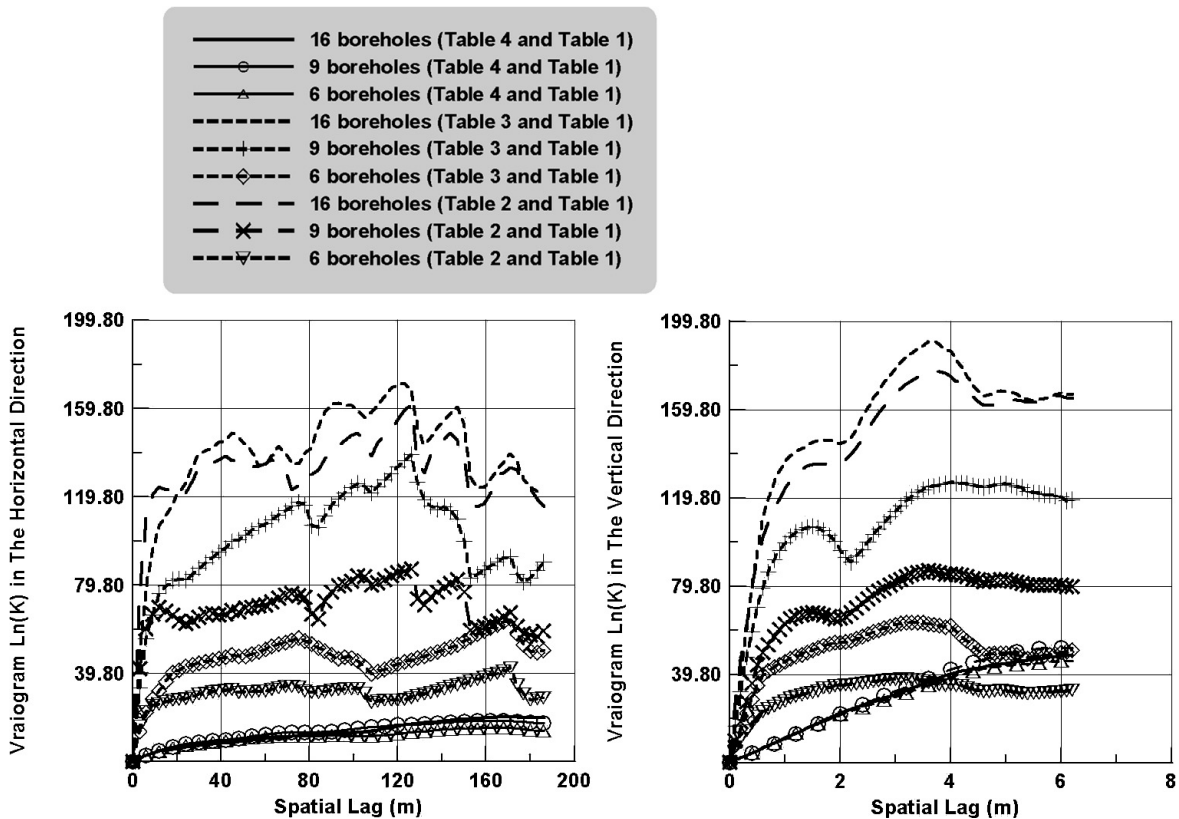 16 boreholes (Table 4 and Table 1)
9 boreholes (Table 4 and Table 1)
6 boreholes (Table 4 and Table 1)
16 boreholes (Table 3 and Table 1)
9 boreholes (Table 3 and Table 1)
6 boreholes (Table 3 and Table 1)
16 boreholes (Table 2 and Table 1)
9 boreholes (Table 2 and Table 1)
6 boreholes (Table 2 and Table 1)
Vraiogram Ln(K) in The Horizontal Direction
199.80
159.80
119.80
79.80
39.80
0 40 80 120 160 200
Spatial Lag (m)
Vraiogram Ln(K) in The Vertical Direction
199.80
159.80
119.80
79.80
39.80
0 2 4 6 8
Spatial Lag (m)